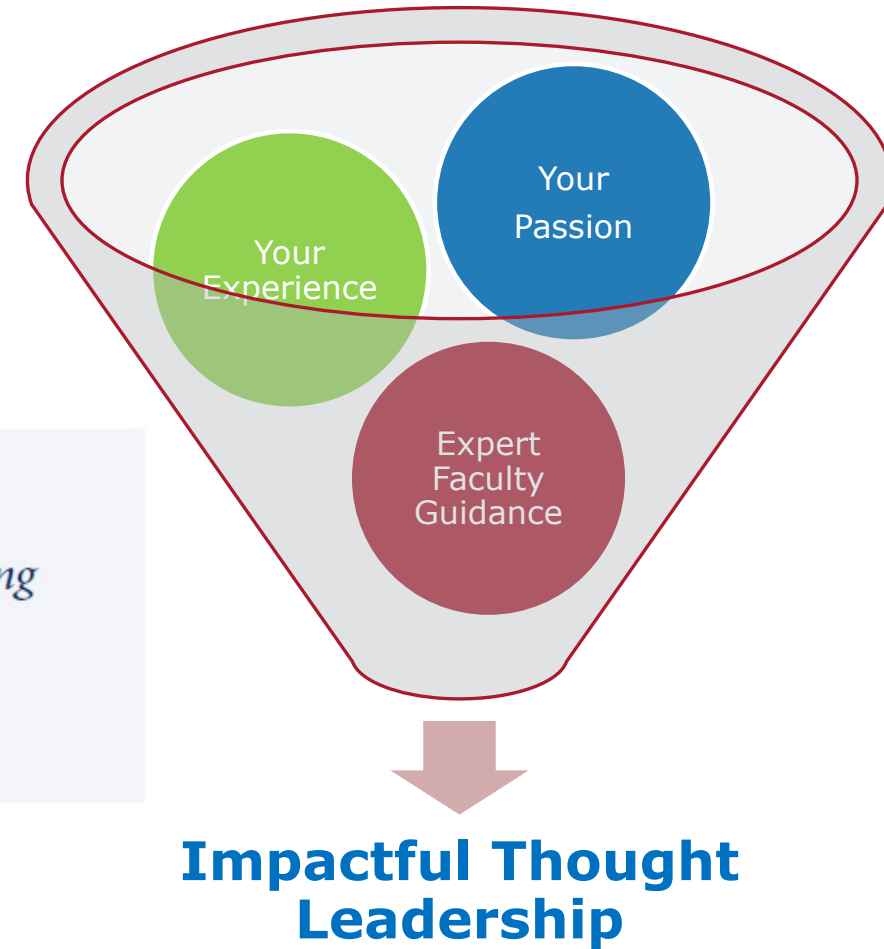 Your
Passion
Your
Experience
Expert
Faculty
Guidance
Impactful Thought
Leadership